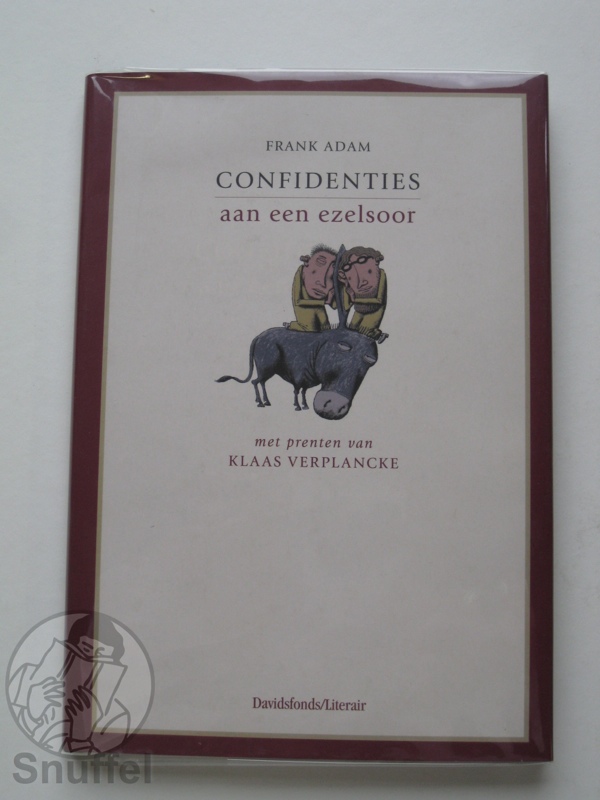 FRANK ADAM
CONFIDENTIES
aan een ezelsoor
met prenten van
KLAAS VERPLANCKE
Davidsfonds/Literair
Snuffel